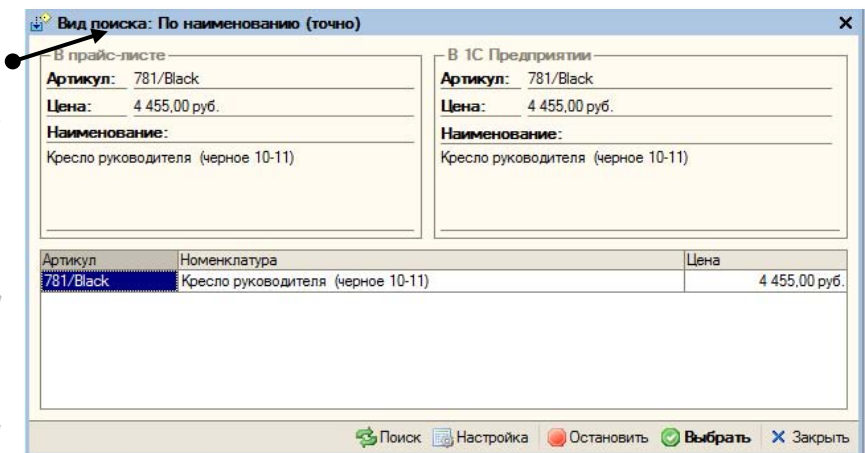 Вид поиска: По наименованию (точно)
В прайс-листе
Артикул: 781/Black
Цена: 4 455,00 руб.
Наименование:
Кресло руководителя (черное 10-11)
В 1С Предприятии
Артикул: 781/Black
Цена: 4 455,00 руб.
Наименование:
Кресло руководителя (черное 10-11)
Артикул Номенклатура Цена
781/Black Кресло руководителя (черное 10-11) 4 455,00 руб.
Поиск Настройка Остановить Выбрать Закрыть